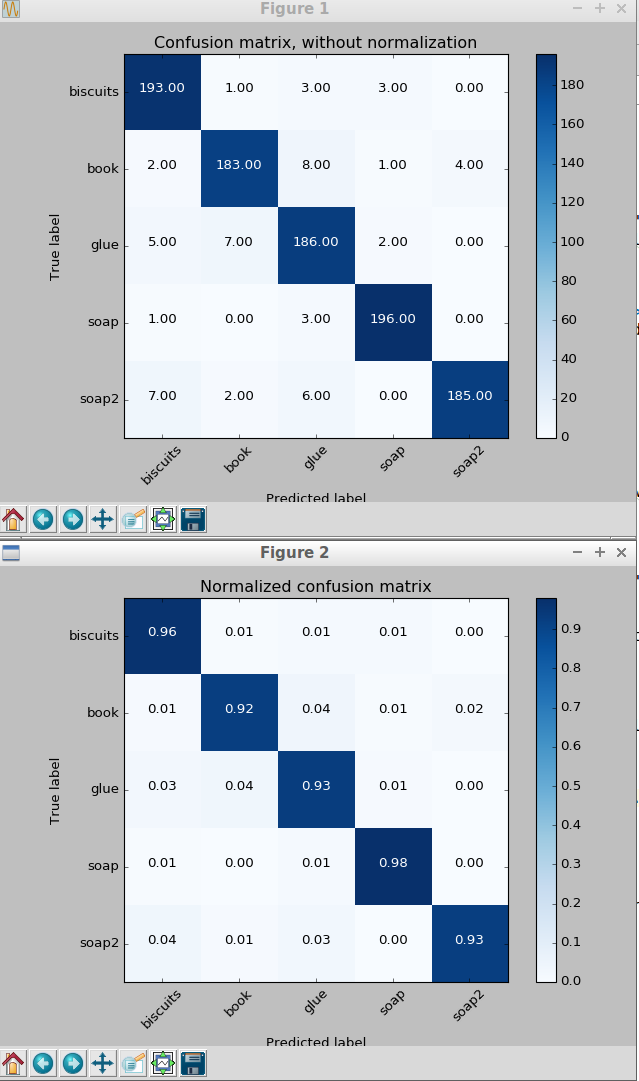 Figure 1
Confusion matrix, without normalization
biscuits 193.00 1.00 3.00 3.00 0.00
book 2.00 183.00 8.00 1.00 4.00
glue 5.00 7.00 186.00 2.00 0.00
soap 1.00 0.00 3.00 196.00 0.00
soap2 7.00 2.00 6.00 0.00 185.00
True label
biscuits book glue soap soap2
Predicted label
180
160
140
120
100
80
60
40
20
0
Figure 2
Normalized confusion matrix
biscuits 0.96 0.01 0.01 0.01 0.00
book 0.01 0.92 0.04 0.01 0.02
glue 0.03 0.04 0.93 0.01 0.00
soap 0.01 0.00 0.01 0.98 0.00
soap2 0.04 0.01 0.03 0.00 0.93
True label
biscuits book glue soap soap2
Predicted label
0.9
0.8
0.7
0.6
0.5
0.4
0.3
0.2
0.1
0.0